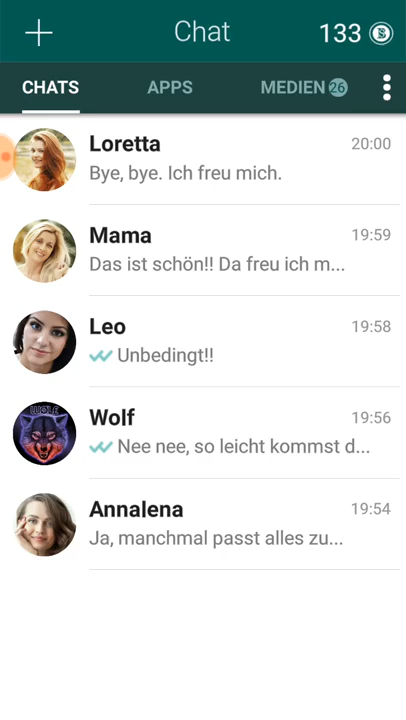 Chat
133
CHATS
APPS
MEDIEN 26
Loretta 20:00
Bye, bye. Ich freu mich.
Mama 19:59
Das ist schön!! Da freu ich m...
Leo 19:58
Unbedingt!!
WOLF
Wolf 19:56
Nee nee, so leicht kommst d...
Annalena 19:54
Ja, manchmal passt alles zu...